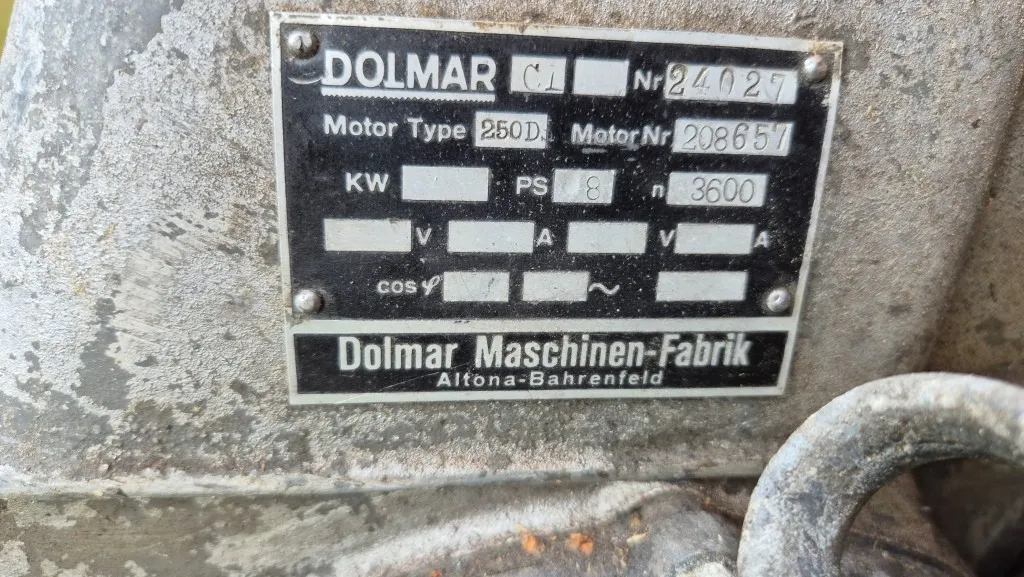 DOLMAR CL Nr 24027
Motor Type 250D. Motor Nr 208657
KW PS 8 n 3600
V A V A
cos φ ~
Dolmar Maschinen-Fabrik
Altona-Bahrenfeld